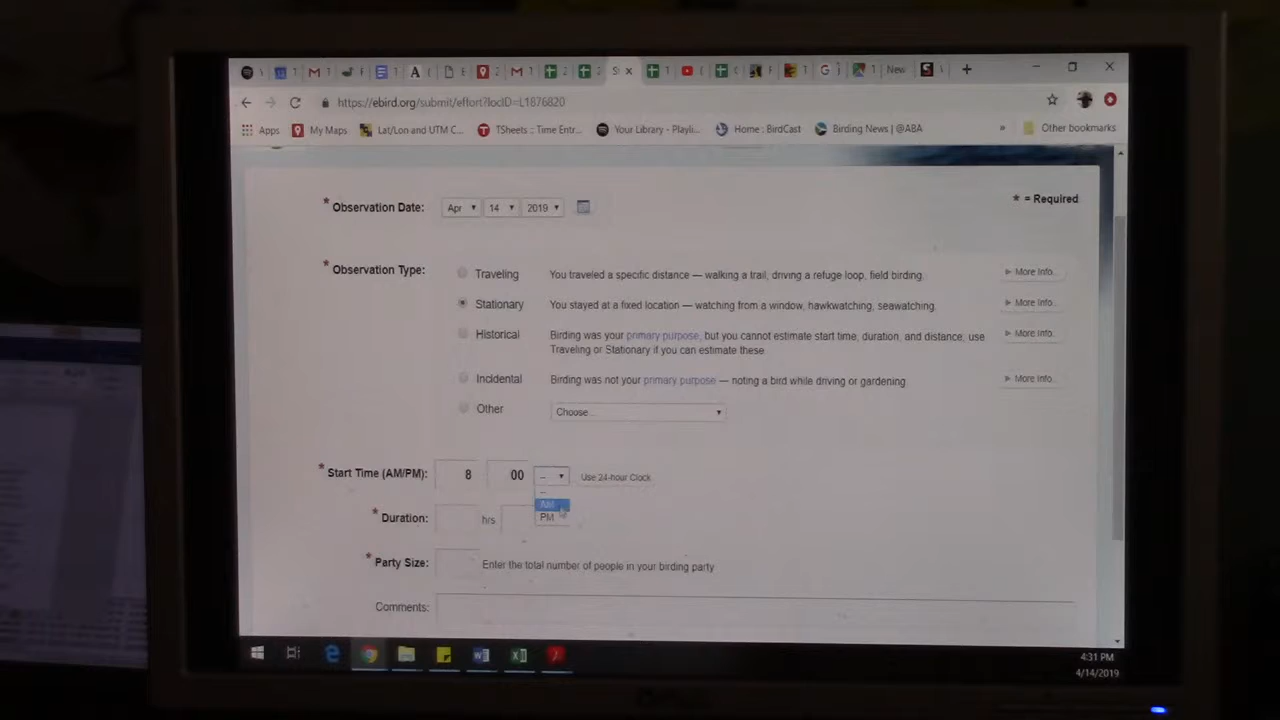 https://ebird.org/submit/effort?locID=L1876820
Apps My Maps Lat/Lon and UTM C... TSheets :: Time Entr... Your Library - Playli... Home : BirdCast Birding News | @ABA » Other bookmarks
* Observation Date: Apr 14 2019 * = Required
* Observation Type: Traveling You traveled a specific distance — walking a trail, driving a refuge loop, field birding. More Info...
Stationary You stayed at a fixed location — watching from a window, hawkwatching, seawatching. More Info...
Historical Birding was your primary purpose, but you cannot estimate start time, duration, and distance, use More Info...
Traveling or Stationary if you can estimate these.
Incidental Birding was not your primary purpose — noting a bird while driving or gardening More Info...
Other Choose...
* Start Time (AM/PM): 8 00 -- Use 24-hour Clock
--
AM
PM
* Duration: hrs
* Party Size: Enter the total number of people in your birding party
Comments:
4:31 PM
4/14/2019